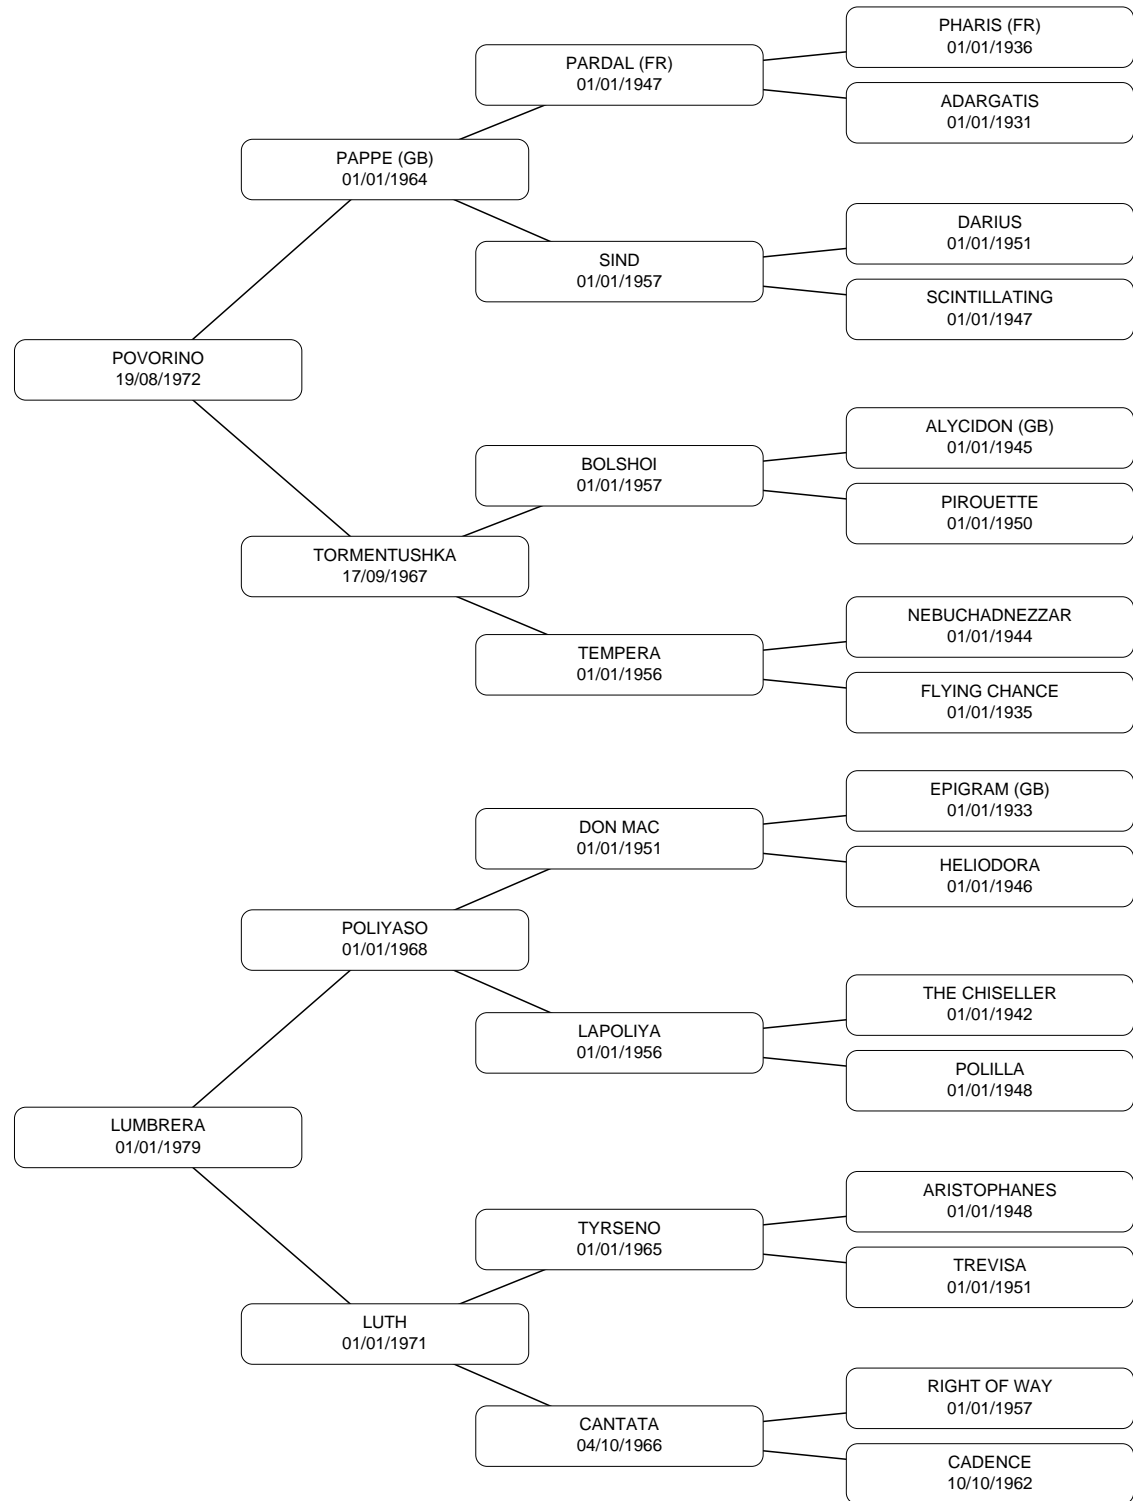 PHARIS (FR)
01/01/1936
PARDAL (FR)
01/01/1947
ADARGATIS
01/01/1931
PAPPE (GB)
01/01/1964
DARIUS
01/01/1951
SIND
01/01/1957
SCINTILLATING
01/01/1947
POVORINO
19/08/1972
ALYCIDON (GB)
01/01/1945
BOLSHOI
01/01/1957
PIROUETTE
01/01/1950
TORMENTUSHKA
17/09/1967
NEBUCHADNEZZAR
01/01/1944
TEMPERA
01/01/1956
FLYING CHANCE
01/01/1935
EPIGRAM (GB)
01/01/1933
DON MAC
01/01/1951
HELIODORA
01/01/1946
POLIYASO
01/01/1968
THE CHISELLER
01/01/1942
LAPOLIYA
01/01/1956
POLILLA
01/01/1948
LUMBRERA
01/01/1979
ARISTOPHANES
01/01/1948
TYRSENO
01/01/1965
TREVISA
01/01/1951
LUTH
01/01/1971
RIGHT OF WAY
01/01/1957
CANTATA
04/10/1966
CADENCE
10/10/1962